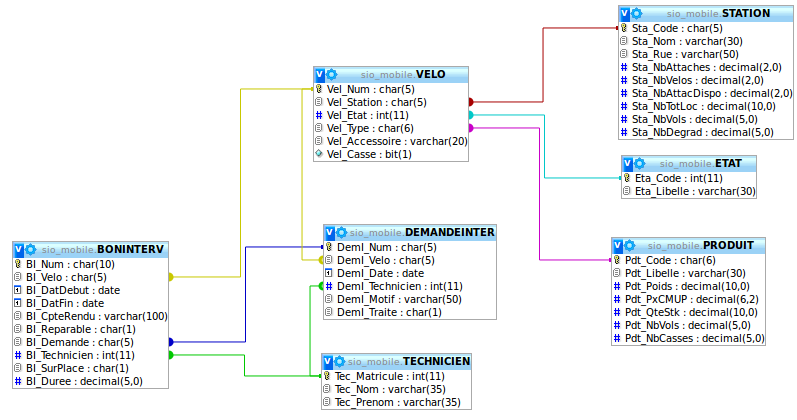 sio_mobile.STATION
Sta_Code : char(5)
Sta_Nom : varchar(30)
Sta_Rue : varchar(50)
Sta_NbAttaches : decimal(2,0)
Sta_NbVelos : decimal(2,0)
Sta_NbAttacDispo : decimal(2,0)
Sta_NbTotLoc : decimal(10,0)
Sta_NbVols : decimal(5,0)
Sta_NbDegrad : decimal(5,0)
sio_mobile.VELO
Vel_Num : char(5)
Vel_Station : char(5)
Vel_Etat : int(11)
Vel_Type : char(6)
Vel_Accessoire : varchar(20)
Vel_Casse : bit(1)
sio_mobile.ETAT
Eta_Code : int(11)
Eta_Libelle : varchar(30)
sio_mobile.DEMANDEINTER
DemI_Num : char(5)
DemI_Velo : char(5)
DemI_Date : date
DemI_Technicien : int(11)
DemI_Motif : varchar(50)
DemI_Traite : char(1)
sio_mobile.BONINTERV
BI_Num : char(10)
BI_Velo : char(5)
BI_DatDebut : date
BI_DatFin : date
BI_CpteRendu : varchar(100)
BI_Reparable : char(1)
BI_Demande : char(5)
BI_Technicien : int(11)
BI_SurPlace : char(1)
BI_Duree : decimal(5,0)
sio_mobile.PRODUIT
Pdt_Code : char(6)
Pdt_Libelle : varchar(30)
Pdt_Poids : decimal(10,0)
Pdt_PxCMUP : decimal(6,2)
Pdt_QteStk : decimal(10,0)
Pdt_NbVols : decimal(5,0)
Pdt_NbCasses : decimal(5,0)
sio_mobile.TECHNICIEN
Tec_Matricule : int(11)
Tec_Nom : varchar(35)
Tec_Prenom : varchar(35)